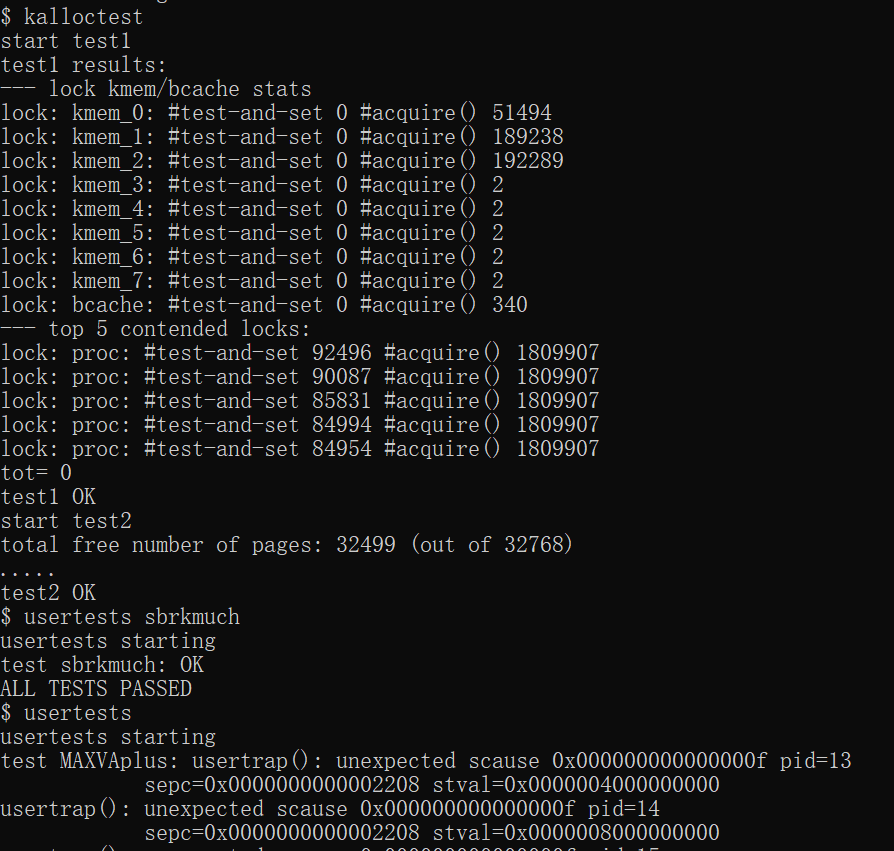 $ kalloctest
start test1
test1 results:
--- lock kmem/bcache stats
lock: kmem_0: #test-and-set 0 #acquire() 51494
lock: kmem_1: #test-and-set 0 #acquire() 189238
lock: kmem_2: #test-and-set 0 #acquire() 192289
lock: kmem_3: #test-and-set 0 #acquire() 2
lock: kmem_4: #test-and-set 0 #acquire() 2
lock: kmem_5: #test-and-set 0 #acquire() 2
lock: kmem_6: #test-and-set 0 #acquire() 2
lock: kmem_7: #test-and-set 0 #acquire() 2
lock: bcache: #test-and-set 0 #acquire() 340
--- top 5 contended locks:
lock: proc: #test-and-set 92496 #acquire() 1809907
lock: proc: #test-and-set 90087 #acquire() 1809907
lock: proc: #test-and-set 85831 #acquire() 1809907
lock: proc: #test-and-set 84994 #acquire() 1809907
lock: proc: #test-and-set 84954 #acquire() 1809907
tot= 0
test1 OK
start test2
total free number of pages: 32499 (out of 32768)
.....
test2 OK
$ usertests sbrkmuch
usertests starting
test sbrkmuch: OK
ALL TESTS PASSED
$ usertests
usertests starting
test MAXVAplus: usertrap(): unexpected scause 0x000000000000000f pid=13
sepc=0x0000000000002208 stval=0x0000004000000000
usertrap(): unexpected scause 0x000000000000000f pid=14
sepc=0x0000000000002208 stval=0x0000008000000000